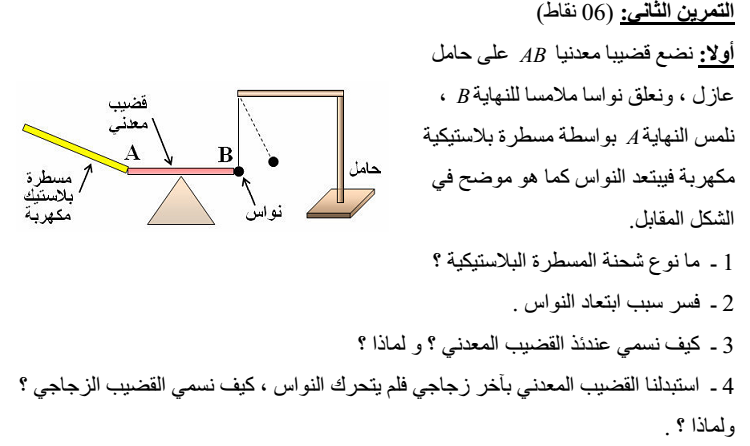 التمرين الثاني: (06 نقاط)
أولا: نضع قضيبا معدنيا AB على حامل
عازل ، ونعلق نواسا ملامسا للنهاية B ،
نلمس النهاية A بواسطة مسطرة بلاستيكية
مكهربة فيبتعد النواس كما هو موضح في
الشكل المقابل.
قضيب
معدني
A
B
حامل
مسطرة
بلاستيك
مكهربة
نواس
1 ـ ما نوع شحنة المسطرة البلاستيكية ؟
2 ـ فسر سبب ابتعاد النواس .
3 ـ كيف نسمي عندئذ القضيب المعدني ؟ و لماذا ؟
4 ـ استبدلنا القضيب المعدني بآخر زجاجي فلم يتحرك النواس ، كيف نسمي القضيب الزجاجي ؟
ولماذا ؟ .